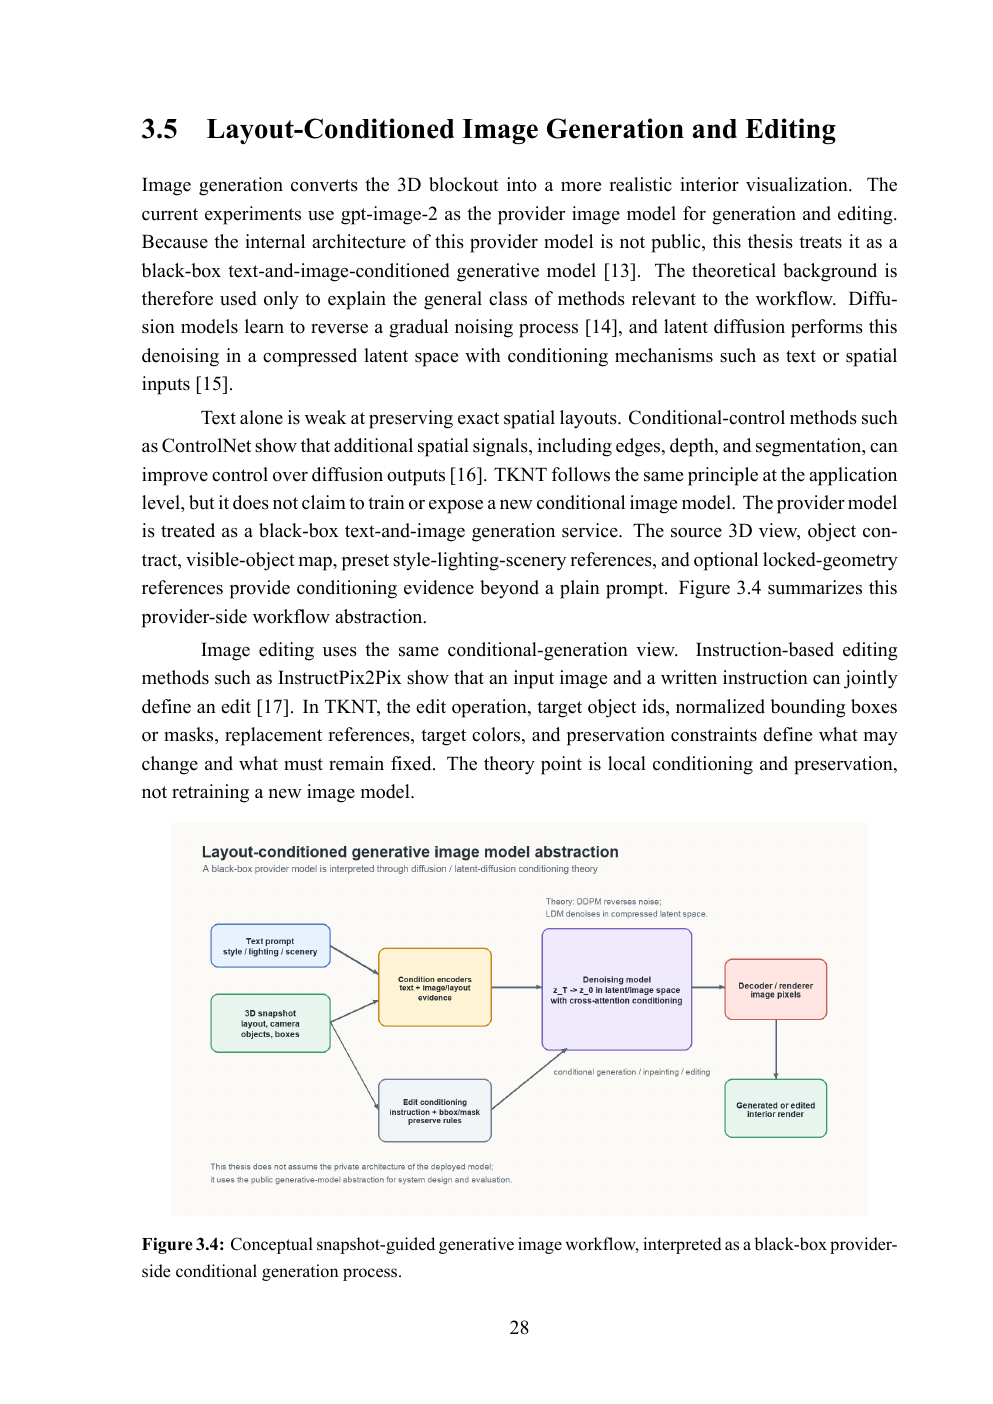 3.5 Layout-Conditioned Image Generation and Editing
Image generation converts the 3D blockout into a more realistic interior visualization. The
current experiments use gpt-image-2 as the provider image model for generation and editing.
Because the internal architecture of this provider model is not public, this thesis treats it as a
black-box text-and-image-conditioned generative model [13]. The theoretical background is
therefore used only to explain the general class of methods relevant to the workflow. Diffu-
sion models learn to reverse a gradual noising process [14], and latent diffusion performs this
denoising in a compressed latent space with conditioning mechanisms such as text or spatial
inputs [15].
Text alone is weak at preserving exact spatial layouts. Conditional-control methods such
as ControlNet show that additional spatial signals, including edges, depth, and segmentation, can
improve control over diffusion outputs [16]. TKNT follows the same principle at the application
level, but it does not claim to train or expose a new conditional image model. The provider model
is treated as a black-box text-and-image generation service. The source 3D view, object con-
tract, visible-object map, preset style-lighting-scenery references, and optional locked-geometry
references provide conditioning evidence beyond a plain prompt. Figure 3.4 summarizes this
provider-side workflow abstraction.
Image editing uses the same conditional-generation view. Instruction-based editing
methods such as InstructPix2Pix show that an input image and a written instruction can jointly
define an edit [17]. In TKNT, the edit operation, target object ids, normalized bounding boxes
or masks, replacement references, target colors, and preservation constraints define what may
change and what must remain fixed. The theory point is local conditioning and preservation,
not retraining a new image model.
Layout-conditioned generative image model abstraction
A black-box provider model is interpreted through diffusion / latent-diffusion conditioning theory
Theory: DDPM reverses noise;
LDM denoises in compressed latent space.
Text prompt
style / lighting / scenery
3D snapshot
layout, camera
objects, boxes
Condition encoders
text + image/layout
evidence
Edit conditioning
instruction + bbox/mask
preserve rules
Denoising model
z_T -> z_0 in latent/image space
with cross-attention conditioning
conditional generation / inpainting / editing
Decoder / renderer
image pixels
Generated or edited
interior render
This thesis does not assume the private architecture of the deployed model;
it uses the public generative-model abstraction for system design and evaluation.
Figure 3.4: Conceptual snapshot-guided generative image workflow, interpreted as a black-box provider-
side conditional generation process.
28